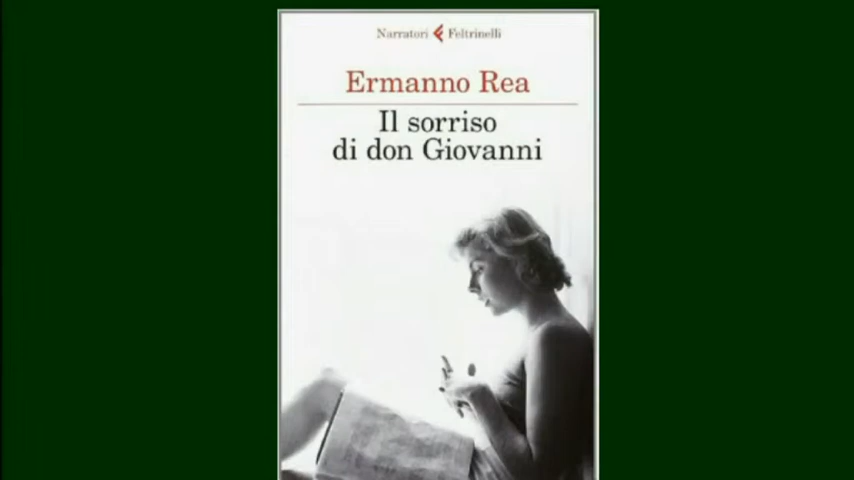 Narratori Feltrinelli
Ermanno Rea
Il sorriso
di don Giovanni